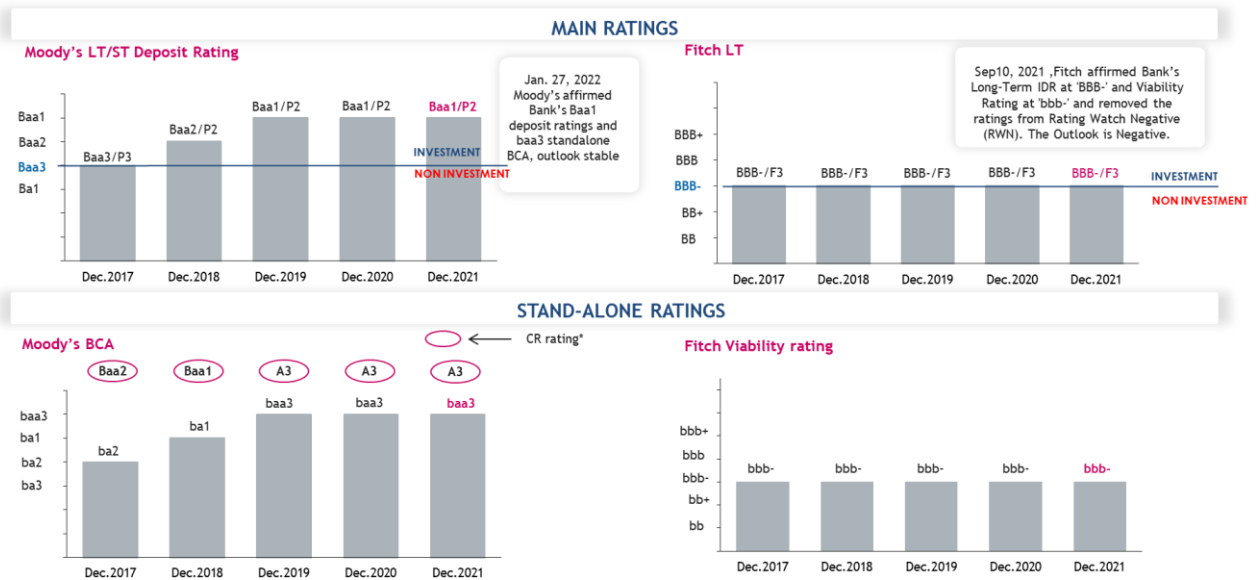 MAIN RATINGS
Moody's LT/ST Deposit Rating
Jan. 27, 2022
Moody's affirmed
Bank's Baa1
deposit ratings and
baa3 standalone
BCA, outlook stable
Baa1
Baa2
Baa3
Ba1
Baa3/P3
Baa2/P2
Baa1/P2
Baa1/P2
Baa1/P2
INVESTMENT
NON INVESTMENT
Dec.2017
Dec.2018
Dec.2019
Dec.2020
Dec.2021
Fitch LT
Sep10, 2021 ,Fitch affirmed Bank's
Long-Term IDR at 'BBB-' and Viability
Rating at 'bbb-' and removed the
ratings from Rating Watch Negative
(RWN). The Outlook is Negative.
BBB+
BBB
BBB-
BB+
BB
BBB-/F3
BBB-/F3
BBB-/F3
BBB-/F3
BBB-/F3
INVESTMENT
NON INVESTMENT
Dec.2017
Dec.2018
Dec.2019
Dec.2020
Dec.2021
STAND-ALONE RATINGS
Moody's BCA
CR rating*
Baa2
Baa1
A3
A3
A3
baa3
ba1
ba2
ba3
ba2
ba1
baa3
baa3
baa3
Dec.2017
Dec.2018
Dec.2019
Dec.2020
Dec.2021
Fitch Viability rating
bbb+
bbb
bbb-
bb+
bb
bbb-
bbb-
bbb-
bbb-
bbb-
Dec.2017
Dec.2018
Dec.2019
Dec.2020
Dec.2021